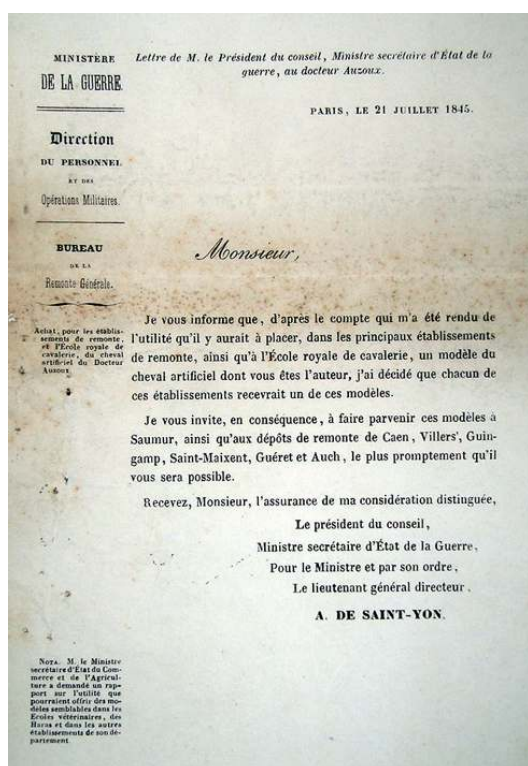 MINISTÈRE
DE LA GUERRE.
Direction
DU PERSONNEL
ET DES
Opérations Militaires.
BUREAU
DE LA
Remonte Générale.
Achat, pour les établis-
sements de remonte,
et l'École royale de
cavalerie, du cheval
artificiel du Docteur
Auzoux.
Lettre de M. le Président du conseil, Ministre secrétaire d'État de la
guerre, au docteur Auzoux.
PARIS, LE 21 JUILLET 1845.
Monsieur,
Je vous informe que, d'après le compte qui m'a été rendu de
l'utilité qu'il y aurait à placer, dans les principaux établissements
de remonte, ainsi qu'à l'École royale de cavalerie, un modèle du
cheval artificiel dont vous êtes l'auteur, j'ai décidé que chacun de
ces établissements recevrait un de ces modèles.
Je vous invite, en conséquence, à faire parvenir ces modèles à
Saumur, ainsi qu'aux dépôts de remonte de Caen, Villers, Guin-
gamp, Saint-Maixent, Guéret et Auch, le plus promptement qu'il
vous sera possible.
Recevez, Monsieur, l'assurance de ma considération distinguée,
Le président du conseil,
Ministre secrétaire d'État de la Guerre,
Pour le Ministre et par son ordre,
Le lieutenant général directeur,
A. DE SAINT-YON.
NOTA. M. le Ministre
secrétaire d'État du Com-
merce et de l'Agricul-
ture a demandé un rap-
port sur l'utilité que
pourraient offrir des mo-
dèles semblables dans les
Écoles vétérinaires, des
Haras et dans les autres
établissements de son dé-
partement.